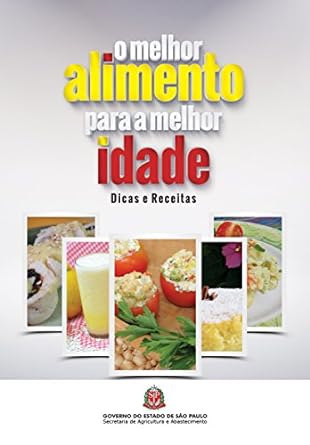 o melhor
alimento
para a melhor
idade
Dicas e Receitas
GOVERNO DO ESTADO DE SÃO PAULO
Secretaria de Agricultura e Abastecimento